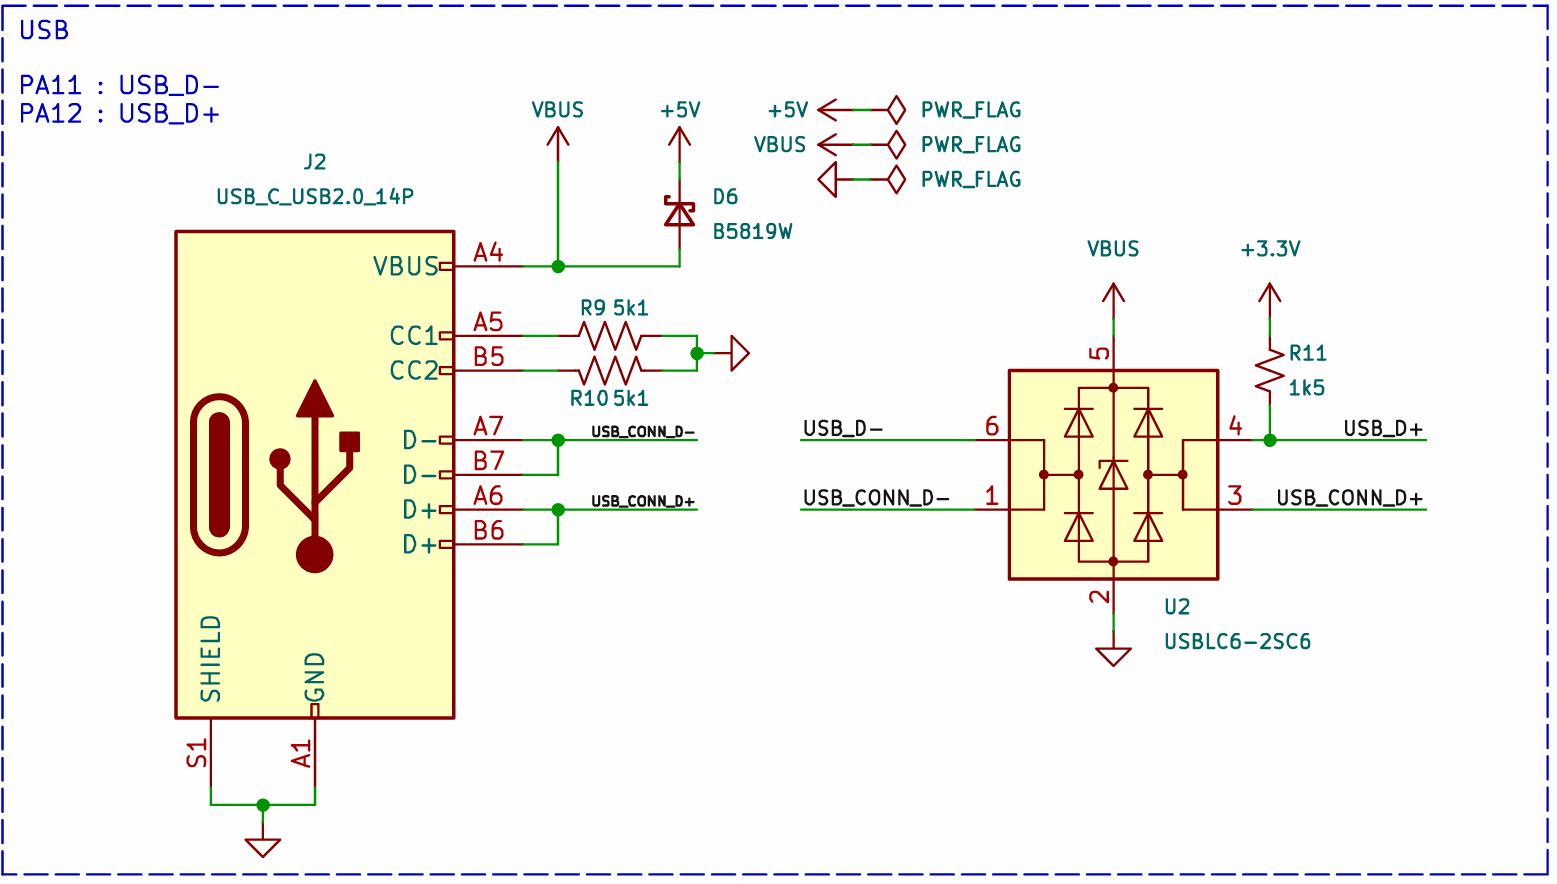 USB
PA11 : USB_D-
PA12 : USB_D+
VBUS
+5V
+5V
PWR_FLAG
VBUS
PWR_FLAG
PWR_FLAG
J2
USB_C_USB2.0_14P
D6
B5819W
VBUS
A4
CC1
A5
CC2
B5
R9 5k1
R10 5k1
D-
A7
USB_CONN_D-
D-
B7
D+
A6
USB_CONN_D+
D+
B6
SHIELD
GND
S1
A1
VBUS
+3.3V
R11
1k5
5
USB_D-
6
4
USB_D+
USB_CONN_D-
1
3
USB_CONN_D+
2
U2
USBLC6-2SC6